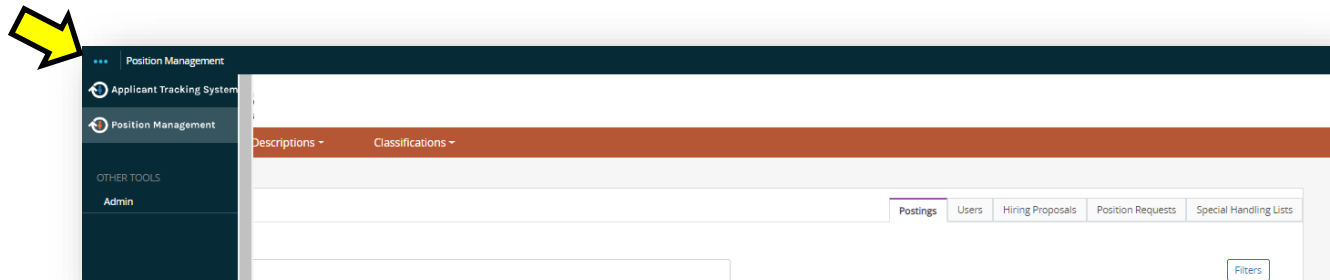 ••• Position Management
Applicant Tracking System
Position Management
Descriptions Classifications
OTHER TOOLS
Admin
Postings Users Hiring Proposals Position Requests Special Handling Lists
Filters